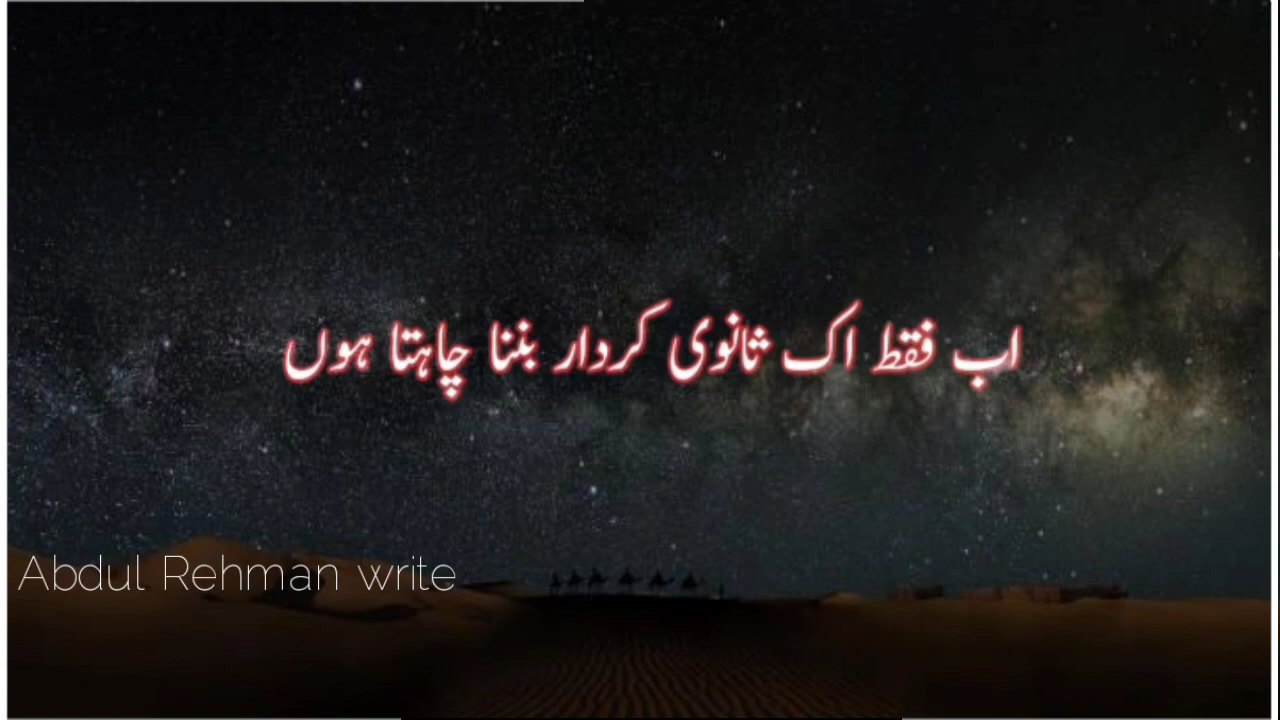 اب فقط اک ثانوی کردار بننا چاہتا ہوں
Abdul Rehman write